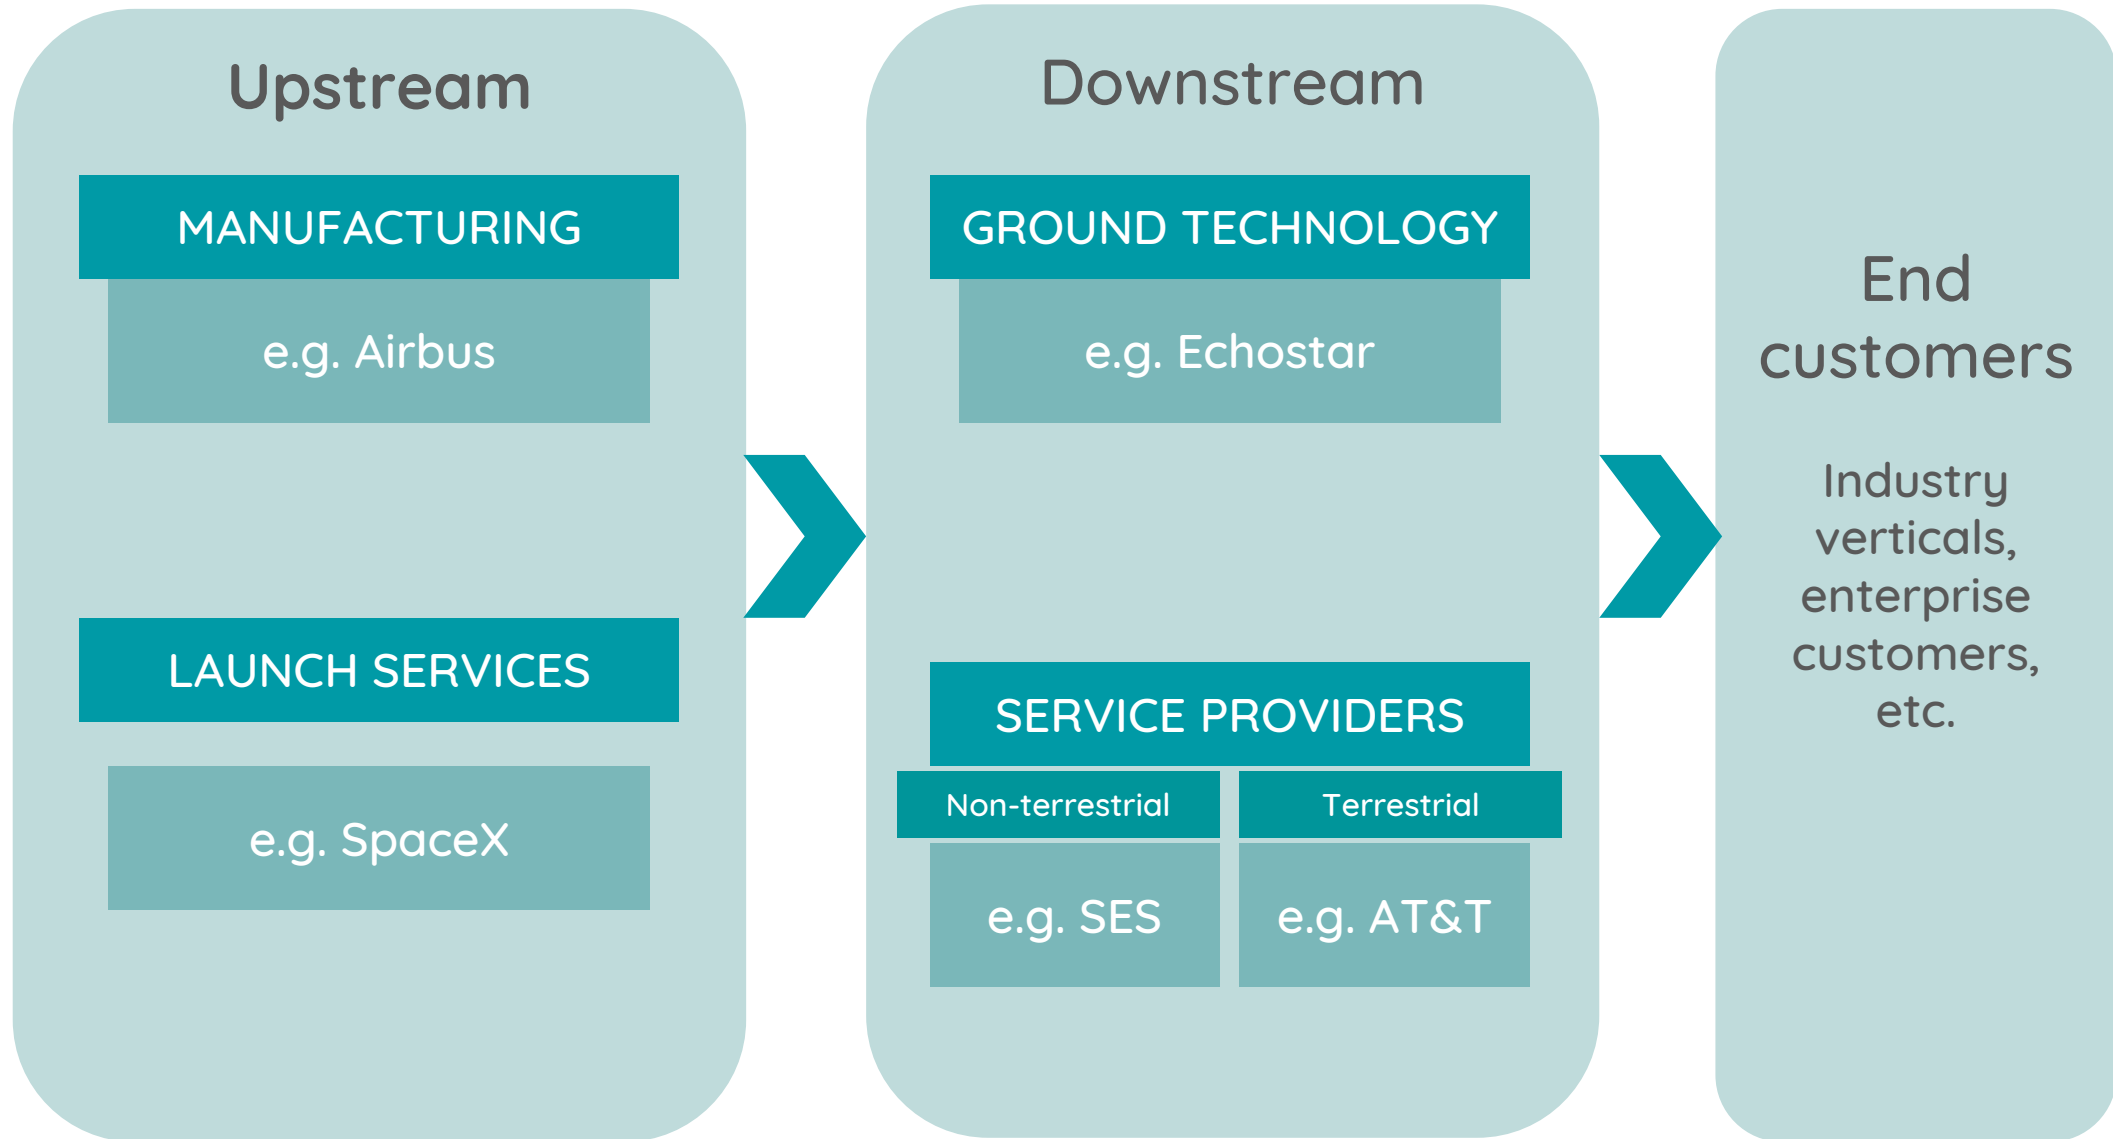 Upstream
MANUFACTURING
e.g. Airbus
LAUNCH SERVICES
e.g. SpaceX
Downstream
GROUND TECHNOLOGY
e.g. Echostar
SERVICE PROVIDERS
Non-terrestrial
Terrestrial
e.g. SES
e.g. AT&T
End
customers
Industry
verticals,
enterprise
customers,
etc.